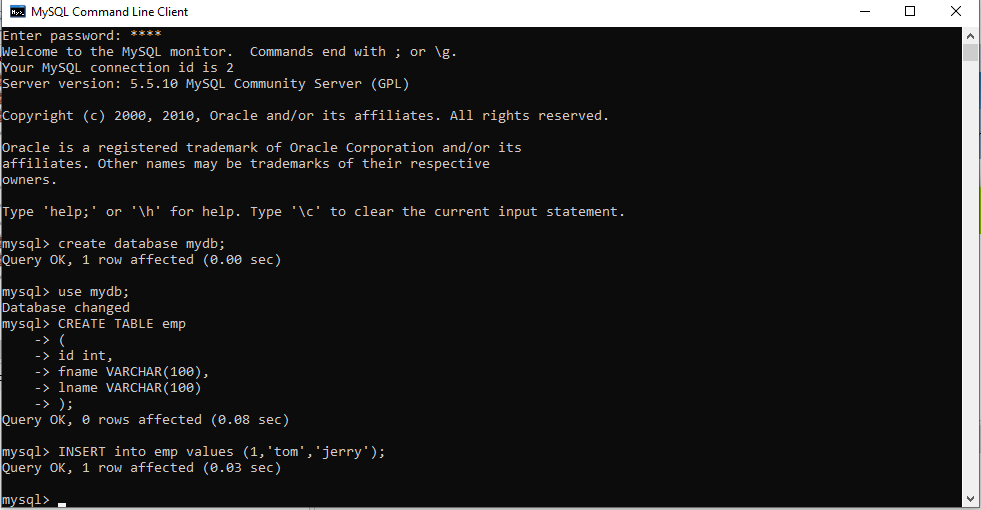 MySQL Command Line Client
Enter password: ****
Welcome to the MySQL monitor.  Commands end with ; or \g.
Your MySQL connection id is 2
Server version: 5.5.10 MySQL Community Server (GPL)
Copyright (c) 2000, 2010, Oracle and/or its affiliates. All rights reserved.
Oracle is a registered trademark of Oracle Corporation and/or its
affiliates. Other names may be trademarks of their respective
owners.
Type 'help;' or '\h' for help. Type '\c' to clear the current input statement.
mysql> create database mydb;
Query OK, 1 row affected (0.00 sec)
mysql> use mydb;
Database changed
mysql> CREATE TABLE emp
    -> (
    -> id int,
    -> fname VARCHAR(100),
    -> lname VARCHAR(100)
    -> );
Query OK, 0 rows affected (0.08 sec)
mysql> INSERT into emp values (1,'tom','jerry');
Query OK, 1 row affected (0.03 sec)
mysql> _